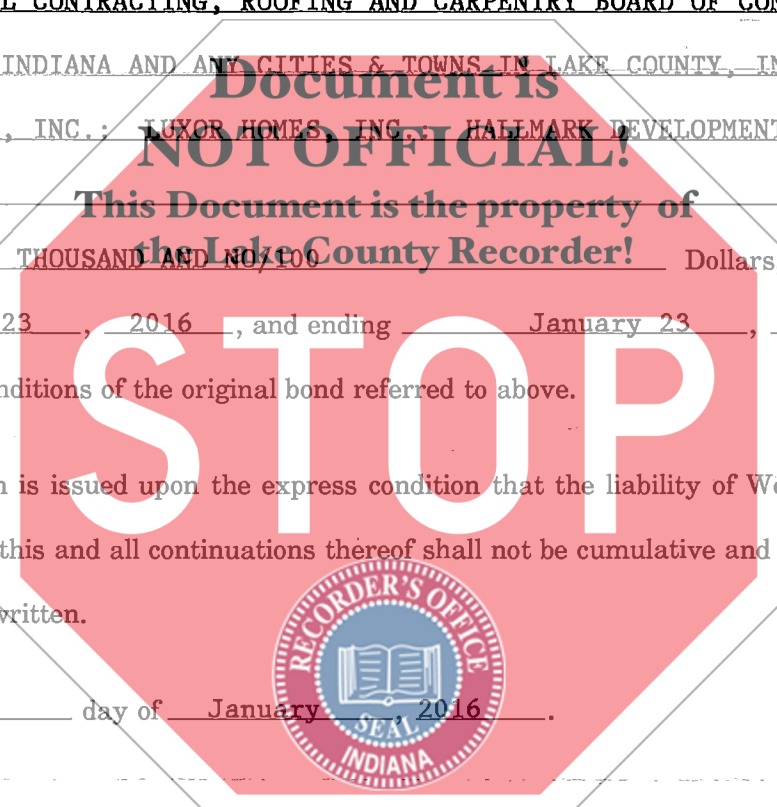 L CONTRACTING, ROOFING AND CARPENTRY BOARD OF CON
INDIANA AND ANY CITIES & TOWNS IN LAKE COUNTY, IN
Document is
, INC.; LUXOR HOMES, INC.; HALLMARK DEVELOPMENT
NOT OFFICIAL!
This Document is the property of
the Lake County Recorder!
THOUSAND AND NO/100 Dollars
23, 2016, and ending January 23,
STOP
nditions of the original bond referred to above.
n is issued upon the express condition that the liability of We
this and all continuations thereof shall not be cumulative and
written.
RECORDER'S OFFICE
day of January, 2016.
SEAL
INDIANA